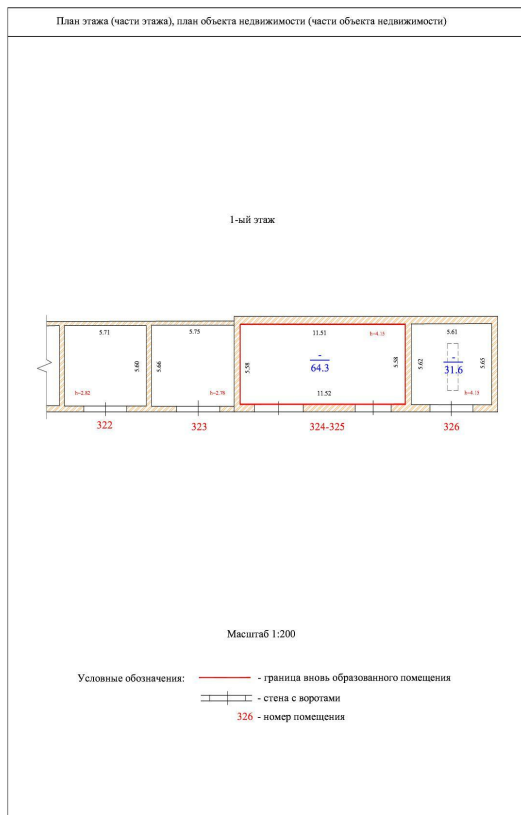 План этажа (части этажа), план объекта недвижимости (части объекта недвижимости)
1-ый этаж
5.71
5.75
11.51
h=4.15
5.61
5.60
5.66
5.58
-
64.3
5.58
5.62
-
31.6
5.65
h=2.82
h=2.78
11.52
h=4.15
322
323
324-325
326
Масштаб 1:200
Условные обозначения:
- граница вновь образованного помещения
- стена с воротами
326 - номер помещения